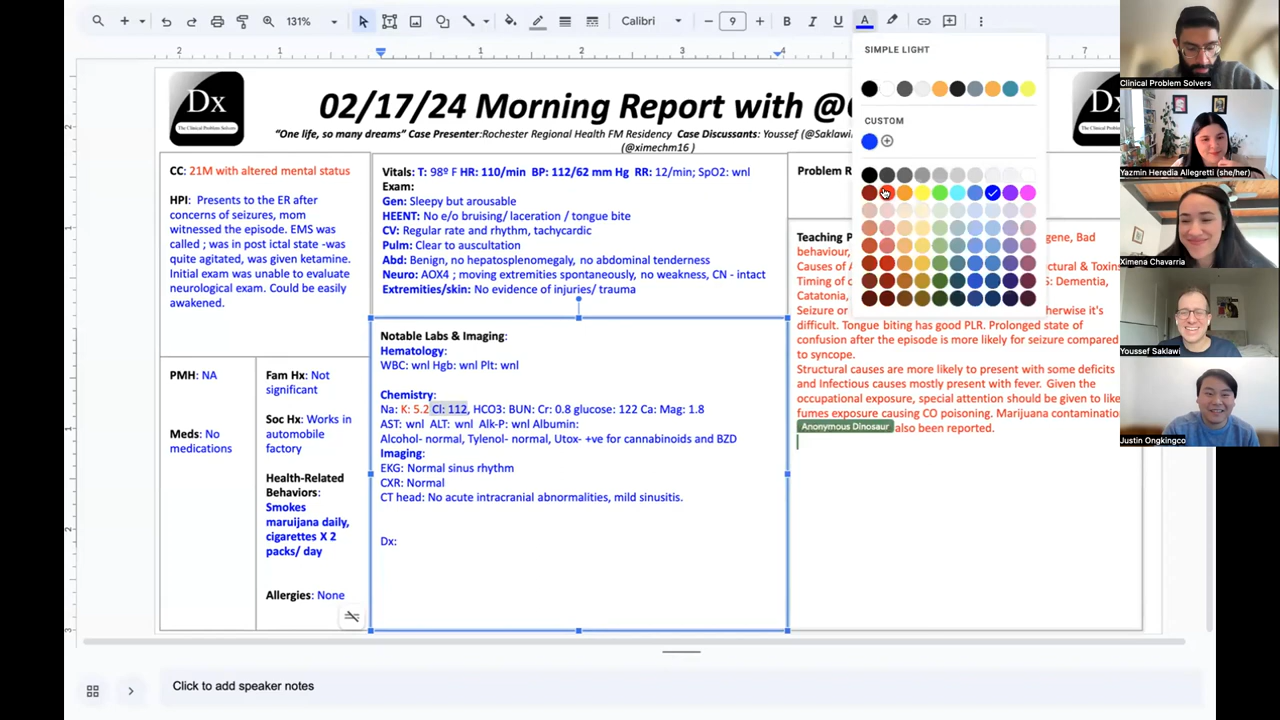 131%
Calibri
9
B
I
U
A
2
1
1
2
3
4
7
SIMPLE LIGHT
CUSTOM
Dx
The Clinical Problem Solvers
02/17/24 Morning Report with @
"One life, so many dreams" Case Presenter:Rochester Regional Health FM Residency Case Discussants: Youssef (@Saklawi
(@ximechm16 )
CC: 21M with altered mental status
HPI: Presents to the ER after
concerns of seizures, mom
witnessed the episode. EMS was
called ; was in post ictal state -was
quite agitated, was given ketamine.
Initial exam was unable to evaluate
neurological exam. Could be easily
awakened.
PMH: NA
Meds: No
medications
Fam Hx: Not
significant
Soc Hx: Works in
automobile
factory
Health-Related
Behaviors:
Smokes
maruijana daily,
cigarettes X 2
packs/ day
Allergies: None
Vitals: T: 98º F HR: 110/min BP: 112/62 mm Hg RR: 12/min; SpO2: wnl
Exam:
Gen: Sleepy but arousable
HEENT: No e/o bruising/ laceration / tongue bite
CV: Regular rate and rhythm, tachycardic
Pulm: Clear to auscultation
Abd: Benign, no hepatosplenomegaly, no abdominal tenderness
Neuro: AOX4 ; moving extremities spontaneously, no weakness, CN - intact
Extremities/skin: No evidence of injuries/ trauma
Notable Labs & Imaging:
Hematology:
WBC: wnl Hgb: wnl Plt: wnl
Chemistry:
Na: K: 5.2 Cl: 112, HCO3: BUN: Cr: 0.8 glucose: 122 Ca: Mag: 1.8
AST: wnl ALT: wnl Alk-P: wnl Albumin:
Alcohol- normal, Tylenol- normal, Utox- +ve for cannabinoids and BZD
Imaging:
EKG: Normal sinus rhythm
CXR: Normal
CT head: No acute intracranial abnormalities, mild sinusitis.
Dx:
Problem R
Teaching P
gene, Bad
behaviour,
Causes of A
uctural & Toxins
Timing of c
S: Dementia,
Catatonia,
Seizure or
herwise it's
difficult. Tongue biting has good PLR. Prolonged state of
confusion after the episode is more likely for seizure compared
to syncope.
Structural causes are more likely to present with some deficits
and Infectious causes mostly present with fever. Given the
occupational exposure, special attention should be given to like
fumes exposure causing CO poisoning. Marijuana contamination
Anonymous Dinosaur also been reported.
Dx
Clinical Problem Solvers
Yazmin Heredia Allegretti (she/her)
Ximena Chavarria
Youssef Saklawi
Justin Ongkingco
Click to add speaker notes